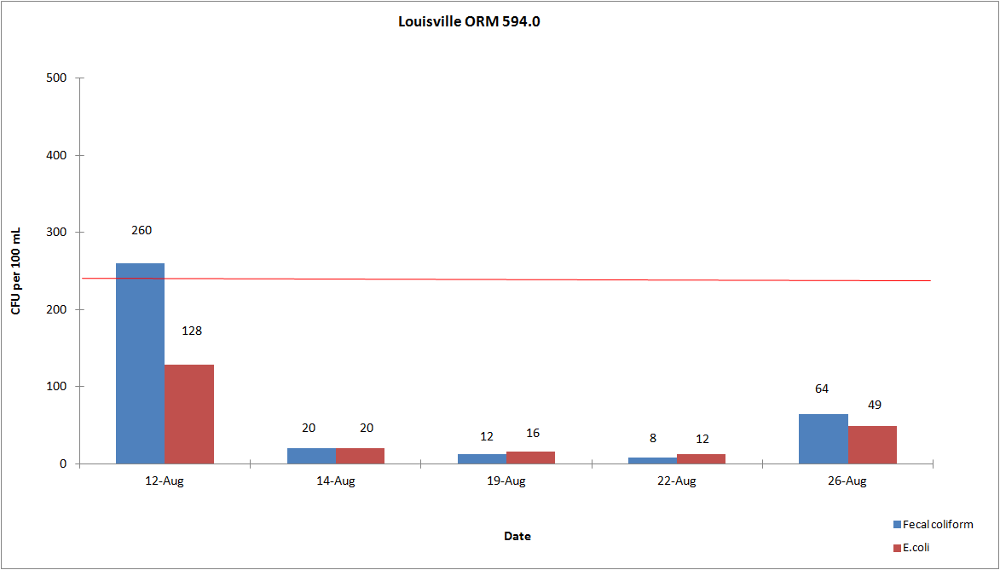 Louisville ORM 594.0
500
400
300
200
100
0
CFU per 100 mL
260
128
20
20
12
16
8
12
64
49
12-Aug
14-Aug
19-Aug
22-Aug
26-Aug
Date
Fecal coliform
E.coli